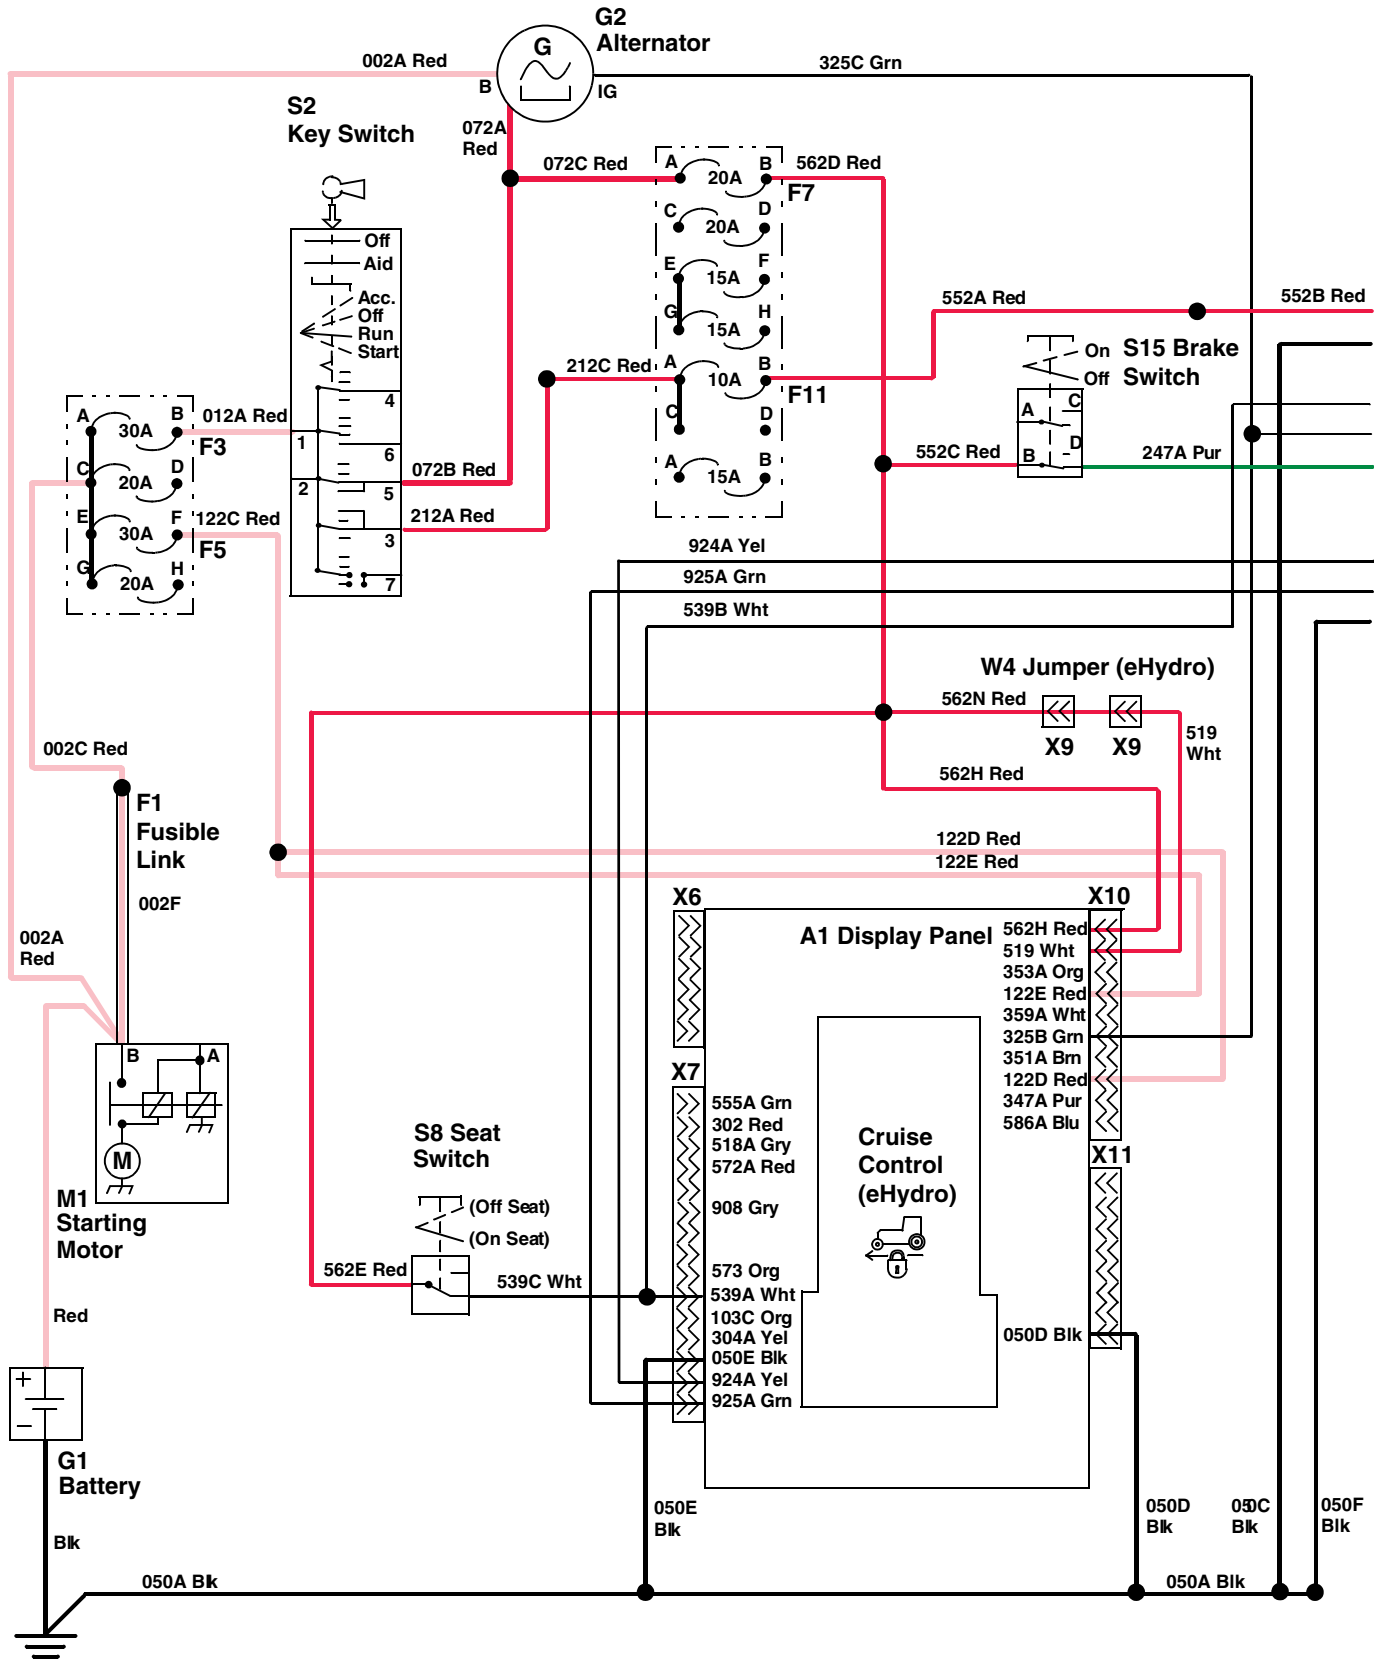 G2
Alternator
002A Red
G
B
IG
325C Grn
S2
Key Switch
072A
Red
072C Red
A
20A
B
562D Red
F7
C
20A
D
E
15A
F
G
15A
H
212C Red
A
10A
B
F11
C
D
A
15A
B
Off
Aid
Acc.
Off
Run
Start
4
1
6
2
5
3
7
A
30A
B
012A Red
F3
C
20A
D
E
30A
F
122C Red
F5
G
20A
H
072B Red
212A Red
552A Red
552B Red
On
Off
S15 Brake
Switch
A
C
B
D
552C Red
247A Pur
924A Yel
925A Grn
539B Wht
W4 Jumper (eHydro)
562N Red
X9
X9
519
Wht
562H Red
002C Red
F1
Fusible
Link
002F
002A
Red
122D Red
122E Red
X6
X10
A1 Display Panel
562H Red
519 Wht
353A Org
122E Red
359A Wht
325B Grn
351A Brn
122D Red
347A Pur
586A Blu
X7
555A Grn
302 Red
518A Gry
572A Red
908 Gry
573 Org
539A Wht
103C Org
304A Yel
050E Blk
924A Yel
925A Grn
X11
050D Blk
Cruise
Control
(eHydro)
B
A
M
M1
Starting
Motor
S8 Seat
Switch
(Off Seat)
(On Seat)
562E Red
539C Wht
Red
+
−
G1
Battery
Blk
050A Blk
050E
Blk
050D
Blk
050C
Blk
050F
Blk
050A Blk